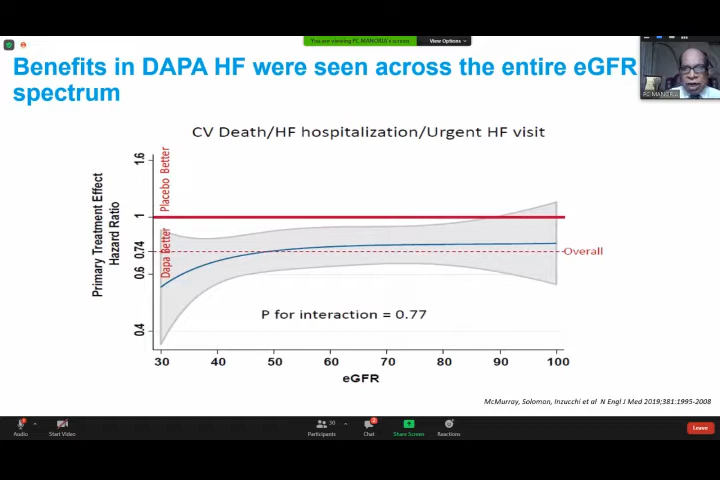 You are viewing PC MANORIA's screen
View Options
Benefits in DAPA HF were seen across the entire eGFR
spectrum
PC MANORIA
CV Death/HF hospitalization/Urgent HF visit
Primary Treatment Effect
Hazard Ratio
1.6
1
0.74
0.6
0.4
Placebo Better
Dapa Better
Overall
P for interaction = 0.77
30 40 50 60 70 80 90 100
eGFR
McMurray, Solomon, Inzucchi et al N Engl J Med 2019;381:1995-2008
30
Audio
Start Video
Participants
Chat
Share Screen
Reactions
Leave